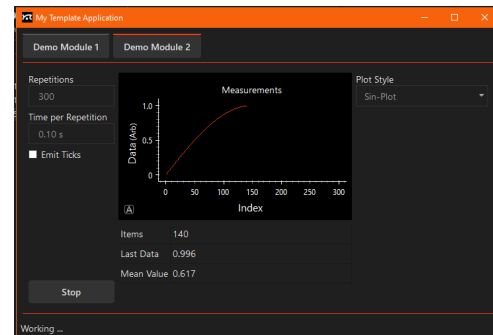 XT My Template Application
Demo Module 1 Demo Module 2
Repetitions
300
Time per Repetition
0.10 s
Emit Ticks
Measurements
Data (Arb)
1.0
0.5
0
0 50 100 150 200 250 300
Index
A
Items 140
Last Data 0.996
Mean Value 0.617
Plot Style
Sin-Plot
Stop
Working ...